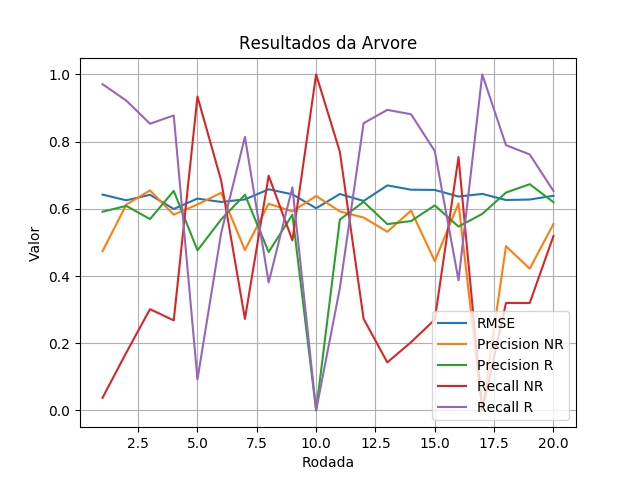 Resultados da Arvore
Valor
1.0
0.8
0.6
0.4
0.2
0.0
2.5 5.0 7.5 10.0 12.5 15.0 17.5 20.0
Rodada
RMSE
Precision NR
Precision R
Recall NR
Recall R